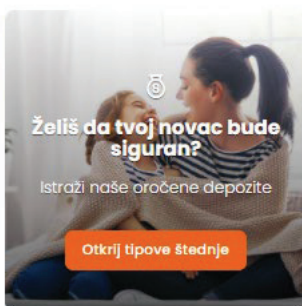 Želiš da tvoj novac bude
siguran?
Istraži naše oročene depozite
Otkrij tipove štednje